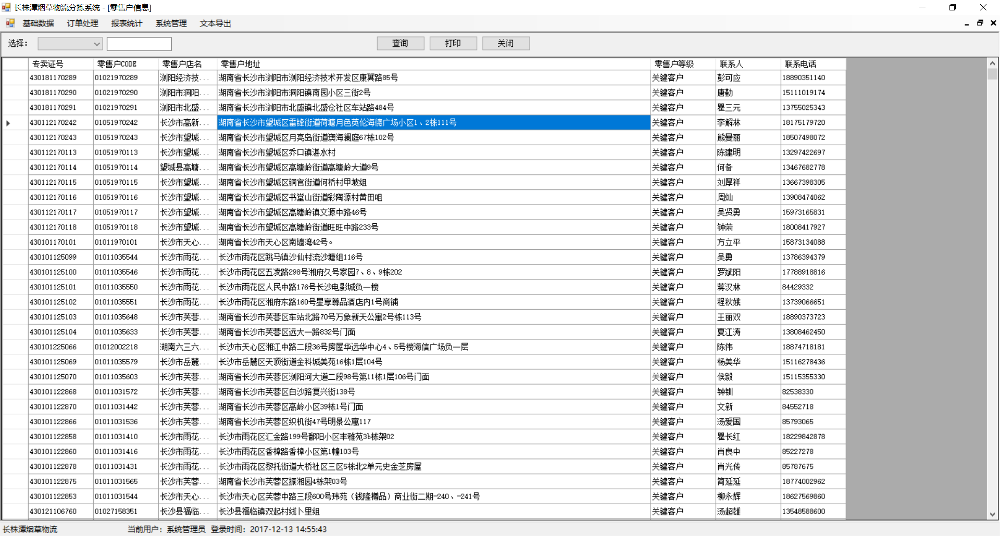 长株潭烟草物流分拣系统 - [零售户信息]
基础数据 订单处理 报表统计 系统管理 文本导出
选择： 查询 打印 关闭
专卖证号 零售户CODE 零售户店名 零售户地址 零售户等级 联系人 联系电话
430181170289 01021970289 浏阳经济技... 湖南省长沙市浏阳市浏阳经济技术开发区康翼路85号 关键客户 彭可应 18890351140
430181170290 01021970290 浏阳市洞阳... 湖南省长沙市浏阳市洞阳镇南园小区三街2号 关键客户 唐勤 15111019174
430181170291 01021970291 浏阳市北盛... 湖南省长沙市浏阳市北盛镇北盛仓社区车站路484号 关键客户 瞿三元 13755025343
430112170242 01051970242 长沙市高新... 湖南省长沙市望城区雷锋街道荷塘月色英伦海德广场小区1、2栋111号 关键客户 李解林 18175179720
430112170243 01051970243 长沙市望城... 湖南省长沙市望城区月亮岛街道澳海澜庭67栋102号 关键客户 熊曼丽 18507498072
430112170113 01051970113 长沙市望城... 湖南省长沙市望城区乔口镇湛水村 关键客户 陈建明 13297422697
430112170114 01051970114 望城县高塘... 湖南省长沙市望城区高塘岭街道高塘岭大道9号 关键客户 何备 13467682778
430112170115 01051970115 长沙市望城... 湖南省长沙市望城区铜官街道何桥村甲坡组 关键客户 刘厚祥 13667398305
430112170116 01051970116 长沙市望城... 湖南省长沙市望城区书堂山街道彩陶源村黄田咀 关键客户 周灿 13908474062
430112170117 01051970117 长沙市望城... 湖南省长沙市望城区高塘岭镇文源中路46号 关键客户 吴贤勇 15973165831
430112170118 01051970118 长沙市望城... 湖南省长沙市望城区高塘岭街道旺旺中路233号 关键客户 钟荣 18008417927
430101170101 01011970101 长沙市天心... 湖南省长沙市天心区南墙湾42号。 关键客户 方立平 15873134088
430101125099 01011035544 长沙市雨花... 长沙市雨花区跳马镇沙仙村流沙塘组116号 关键客户 吴勇 13786394379
430101125100 01011035546 长沙市雨花... 长沙市雨花区五凌路298号湘府久号家园7、8、9栋202 关键客户 罗斌阳 17788918816
430101125101 01011035550 长沙市雨花... 长沙市雨花区人民中路176号长沙电影城负一楼 关键客户 蒋汉林 84429332
430101125102 01011035551 长沙市雨花... 长沙市雨花区湘府东路160号星享尊品酒店内1号商铺 关键客户 程秋娥 13739066651
430101125103 01011035648 长沙市芙蓉... 湖南省长沙市芙蓉区车站北路70号万象新天公寓2号栋113号 关键客户 王丽双 18890373723
430101125104 01011035633 长沙市芙蓉... 湖南省长沙市芙蓉区远大一路832号门面 关键客户 夏江涛 13808462450
430101225066 01012002218 湖南六三六... 长沙市天心区湘江中路二段36号房屋华远华中心4、5号楼海信广场负一层 关键客户 陈伟 18874718181
430101125069 01011035579 长沙市岳麓... 长沙市岳麓区天顶街道金科城美苑16栋1层104号 关键客户 杨美华 15116278436
430101125070 01011035603 长沙市芙蓉... 湖南省长沙市芙蓉区浏阳河大道二段98号第11栋1层106号门面 关键客户 侯毅 15115355330
430101122868 01011031572 长沙市芙蓉... 湖南省长沙市芙蓉区白沙路复兴街138号 关键客户 钟钏 82538330
430101122870 01011031442 长沙市芙蓉... 湖南省长沙市芙蓉区高岭小区39栋1号门面 关键客户 文新 84552718
430101122866 01011031536 长沙市芙蓉... 湖南省长沙市芙蓉区织机街47号明景公寓117 关键客户 汤爱国 85793065
430101122858 01011031410 长沙市雨花... 长沙市雨花区汇金路199号鄱阳小区丰雅苑3b栋架02 关键客户 瞿长红 18229842878
430101122860 01011031416 长沙市雨花... 长沙市雨花区香樟路香樟小区第1幢103号 关键客户 肖良中 85227278
430101122878 01011031431 长沙市雨花... 长沙市雨花区黎托街道大桥社区三区5栋北2单元史金芝房屋 关键客户 肖光传 85787675
430101122875 01011031565 长沙市芙蓉... 湖南省长沙市芙蓉区振湘园4栋架03号 关键客户 简延延 18774002962
430101122853 01011031544 长沙市天心... 长沙市天心区芙蓉中路三段600号玮苑（钱隆樽品）商业街二期-240、-241号 关键客户 柳永辉 18627569860
430121106760 01027158351 长沙县福临... 长沙县福临镇双起村线卜里组 关键客户 汤超雄 13548588600
长株潭烟草物流 当前用户：系统管理员 登录时间：2017-12-13 14:55:43